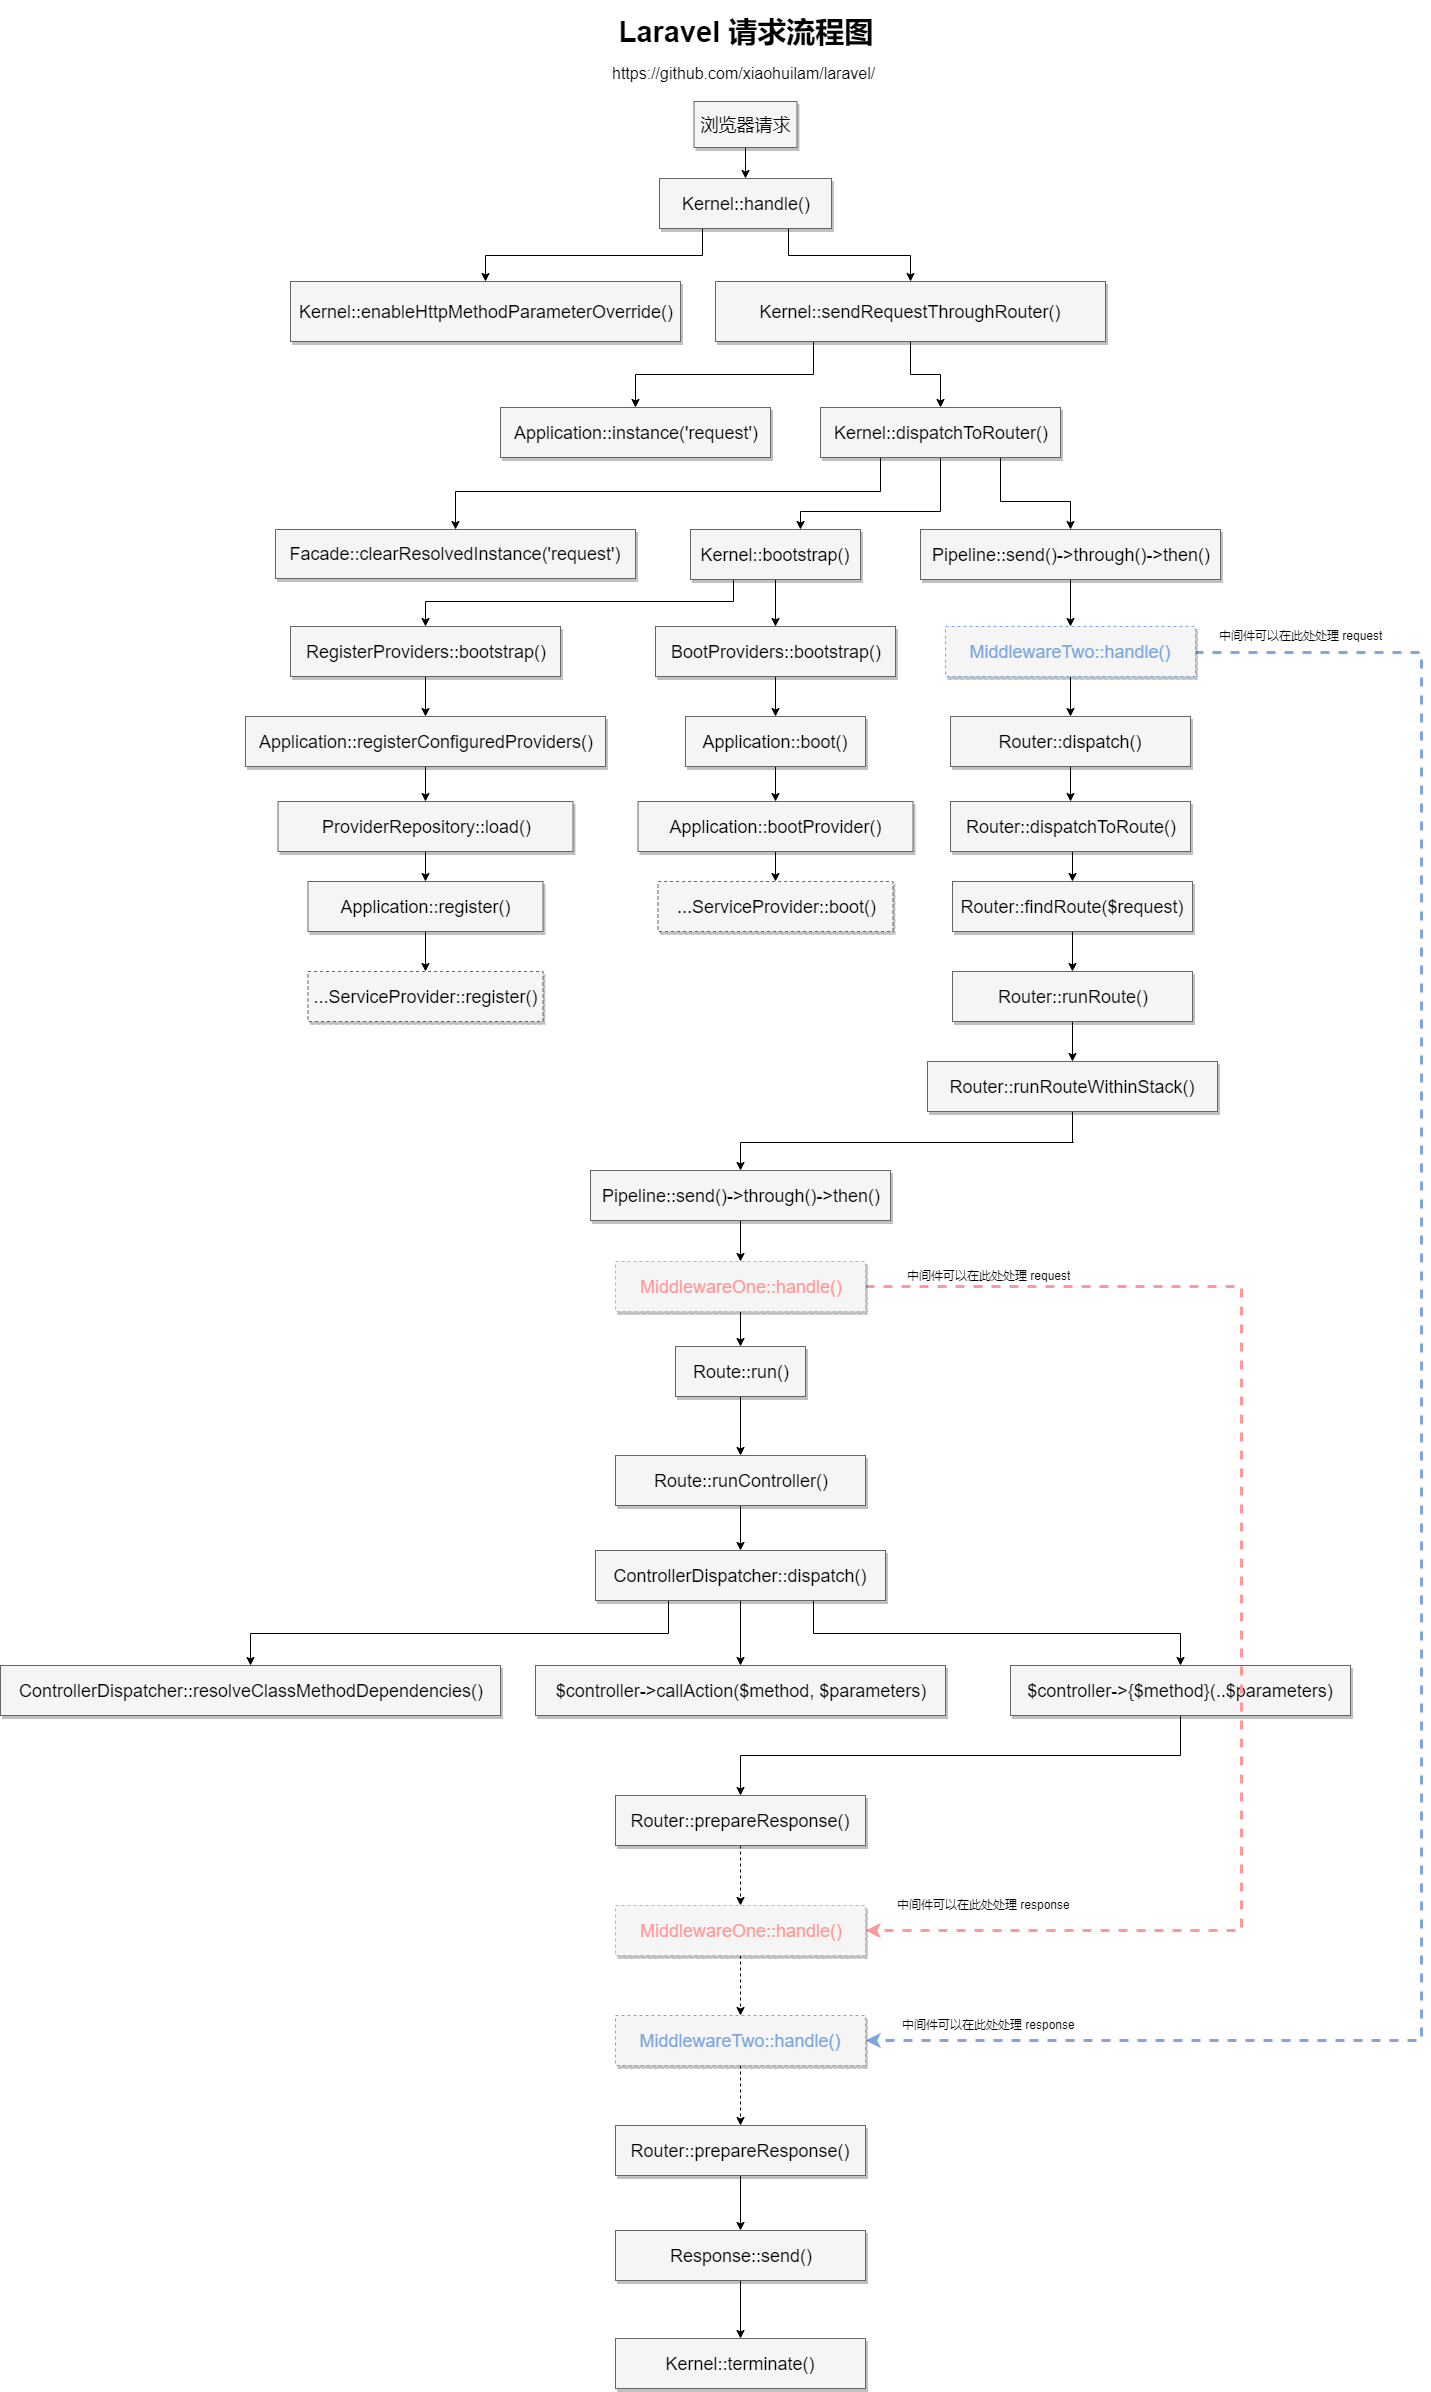 Laravel 请求流程图
https://github.com/xiaohuilam/laravel/
浏览器请求
Kernel::handle()
Kernel::enableHttpMethodParameterOverride()
Kernel::sendRequestThroughRouter()
Application::instance('request')
Kernel::dispatchToRouter()
Facade::clearResolvedInstance('request')
Kernel::bootstrap()
Pipeline::send()->through()->then()
RegisterProviders::bootstrap()
BootProviders::bootstrap()
MiddlewareTwo::handle()
中间件可以在此处处理 request
Application::registerConfiguredProviders()
Application::boot()
Router::dispatch()
ProviderRepository::load()
Application::bootProvider()
Router::dispatchToRoute()
Application::register()
...ServiceProvider::boot()
Router::findRoute($request)
...ServiceProvider::register()
Router::runRoute()
Router::runRouteWithinStack()
Pipeline::send()->through()->then()
MiddlewareOne::handle()
中间件可以在此处处理 request
Route::run()
Route::runController()
ControllerDispatcher::dispatch()
ControllerDispatcher::resolveClassMethodDependencies()
$controller->callAction($method, $parameters)
$controller->{$method}(..$parameters)
Router::prepareResponse()
MiddlewareOne::handle()
中间件可以在此处处理 response
MiddlewareTwo::handle()
中间件可以在此处处理 response
Router::prepareResponse()
Response::send()
Kernel::terminate()